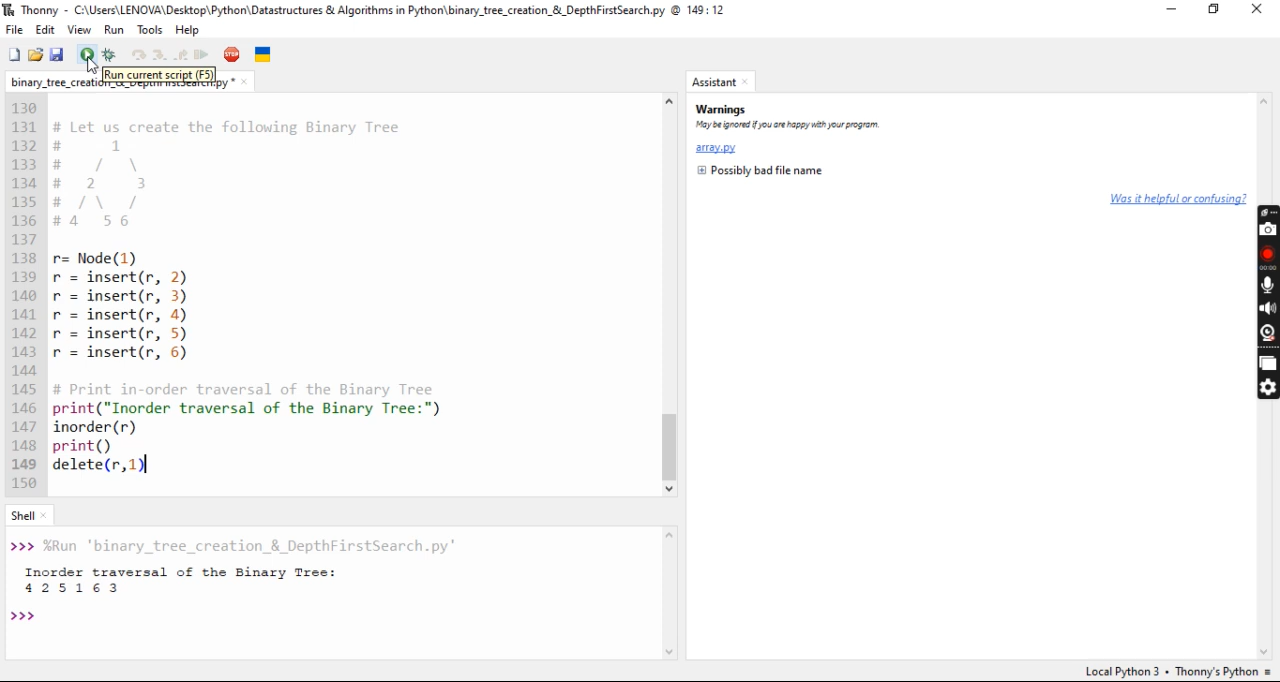 Thonny - C:\Users\LENOVA\Desktop\Python\Datastructures & Algorithms in Python\binary_tree_creation_&_DepthFirstSearch.py @ 149 : 12
File Edit View Run Tools Help
STOP
Run current script (F5)
binary_tree_creation_&_DepthFirstSearch.py * ×
130
131 # Let us create the following Binary Tree
132 #      1
133 #    /   \
134 #   2     3
135 #  / \   /
136 # 4   5 6
137
138 r= Node(1)
139 r = insert(r, 2)
140 r = insert(r, 3)
141 r = insert(r, 4)
142 r = insert(r, 5)
143 r = insert(r, 6)
144
145 # Print in-order traversal of the Binary Tree
146 print("Inorder traversal of the Binary Tree:")
147 inorder(r)
148 print()
149 delete(r,1)
150
Shell ×
>>> %Run 'binary_tree_creation_&_DepthFirstSearch.py'
Inorder traversal of the Binary Tree:
4 2 5 1 6 3
>>>
Assistant ×
Warnings
May be ignored if you are happy with your program.
array.py
Possibly bad file name
Was it helpful or confusing?
00:00
Local Python 3 • Thonny's Python ≡